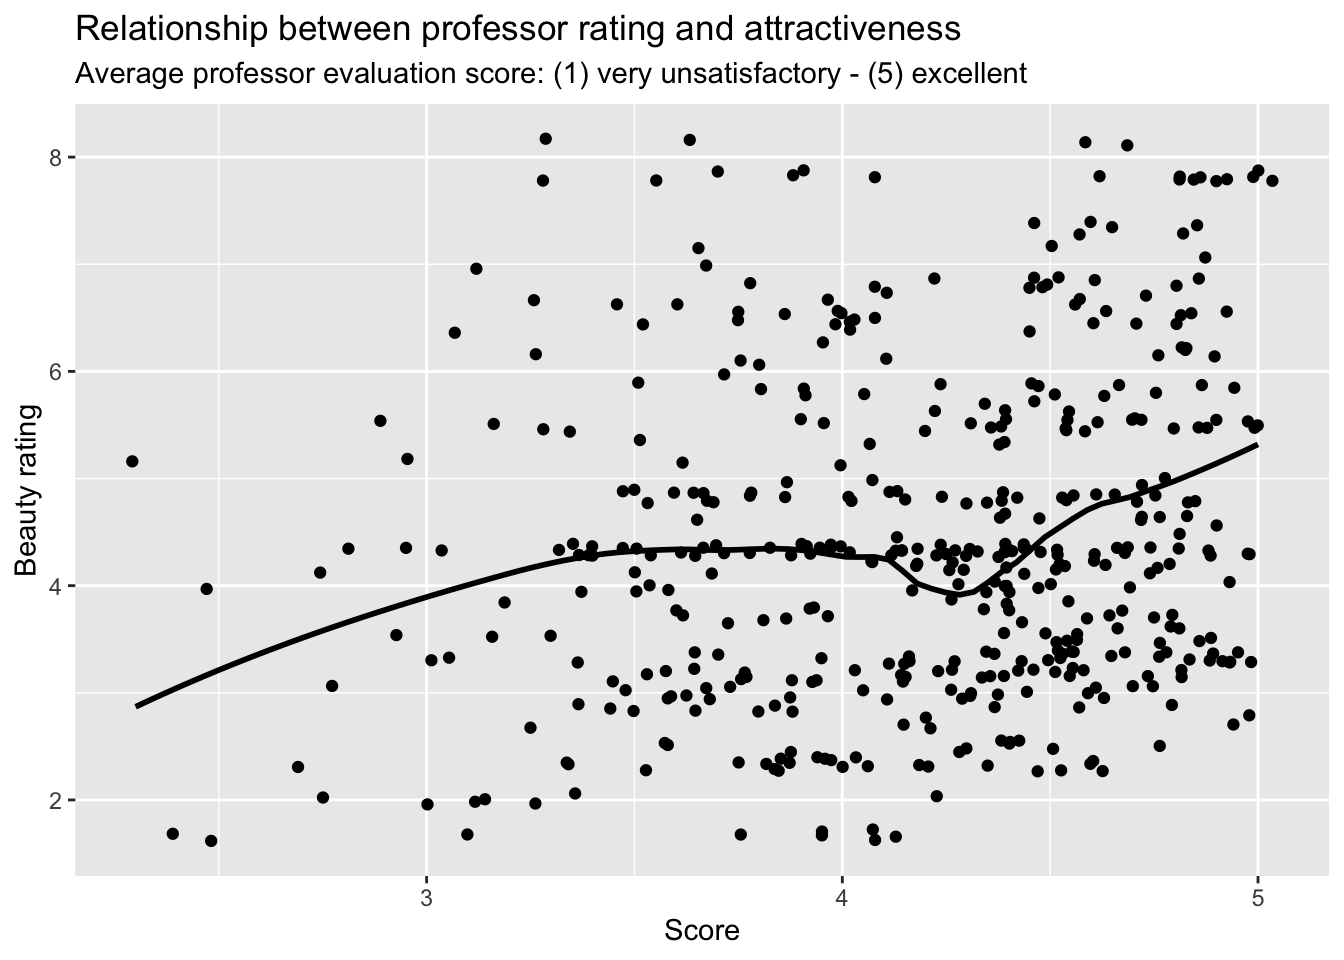 Relationship between professor rating and attractiveness
Average professor evaluation score: (1) very unsatisfactory - (5) excellent
Beauty rating
8
6
4
2
3
4
5
Score